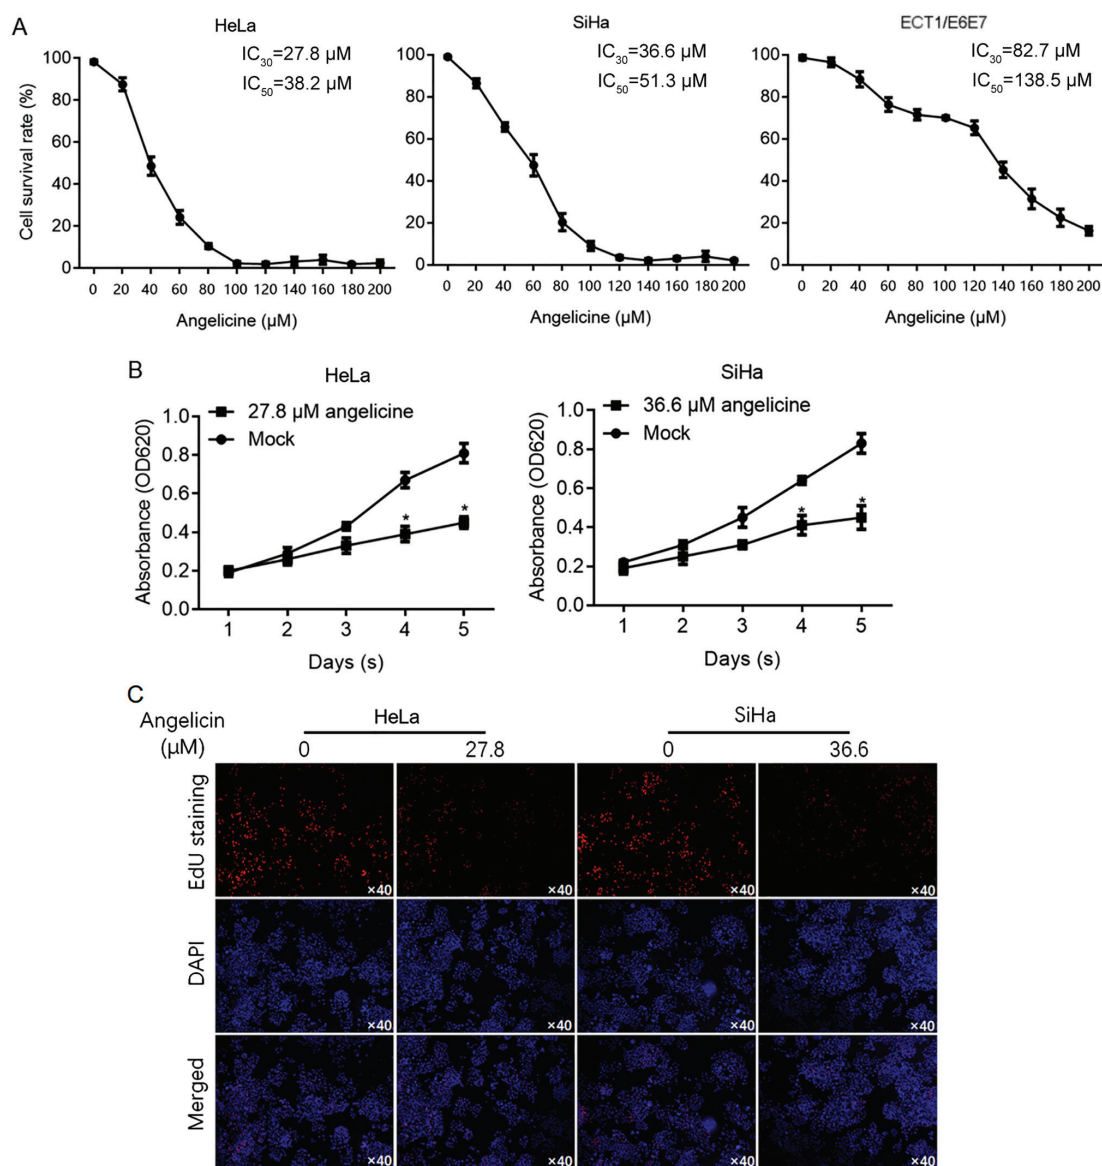 A
HeLa
IC30=27.8 µM
IC50=38.2 µM
Cell survival rate (%)
100
80
60
40
20
0
0 20 40 60 80 100 120 140 160 180 200
Angelicine (µM)
SiHa
IC30=36.6 µM
IC50=51.3 µM
100
80
60
40
20
0
0 20 40 60 80 100 120 140 160 180 200
Angelicine (µM)
ECT1/E6E7
IC30=82.7 µM
IC50=138.5 µM
100
80
60
40
20
0
0 20 40 60 80 100 120 140 160 180 200
Angelicine (µM)
B
HeLa
27.8 µM angelicine
Mock
Absorbance (OD620)
1.0
0.8
0.6
0.4
0.2
0.0
* *
1 2 3 4 5
Days (s)
SiHa
36.6 µM angelicine
Mock
Absorbance (OD620)
1.0
0.8
0.6
0.4
0.2
0.0
* *
1 2 3 4 5
Days (s)
C
Angelicin
(µM)
HeLa
SiHa
0 27.8 0 36.6
EdU staining
×40 ×40 ×40 ×40
DAPI
×40 ×40 ×40 ×40
Merged
×40 ×40 ×40 ×40